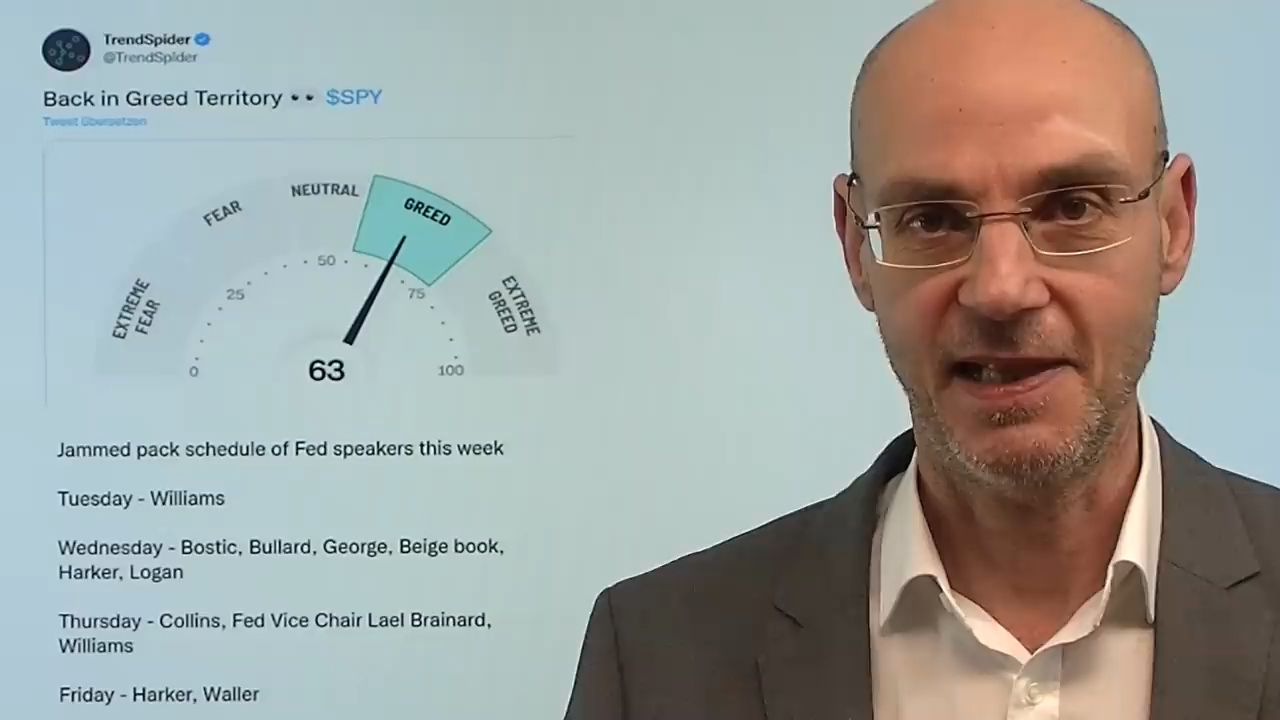 TrendSpider
@TrendSpider
Back in Greed Territory 👀 $SPY
Tweet übersetzen
EXTREME FEAR
FEAR
NEUTRAL
GREED
EXTREME GREED
0
25
50
75
100
63
Jammed pack schedule of Fed speakers this week
Tuesday - Williams
Wednesday - Bostic, Bullard, George, Beige book,
Harker, Logan
Thursday - Collins, Fed Vice Chair Lael Brainard,
Williams
Friday - Harker, Waller